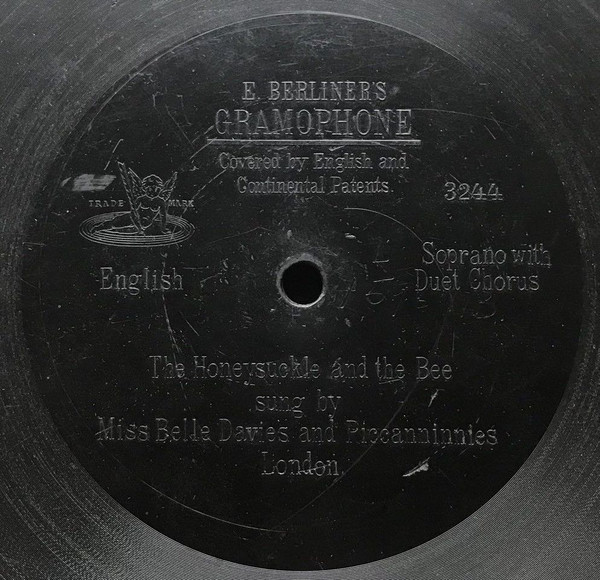 E. BERLINER'S
GRAMOPHONE
Covered by English and
Continental Patents.
TRADE MARK
3244
English
Soprano with
Duet Chorus
The Honeysuckle and the Bee
sung by
Miss Belle Davies and Piccanninnies
London.